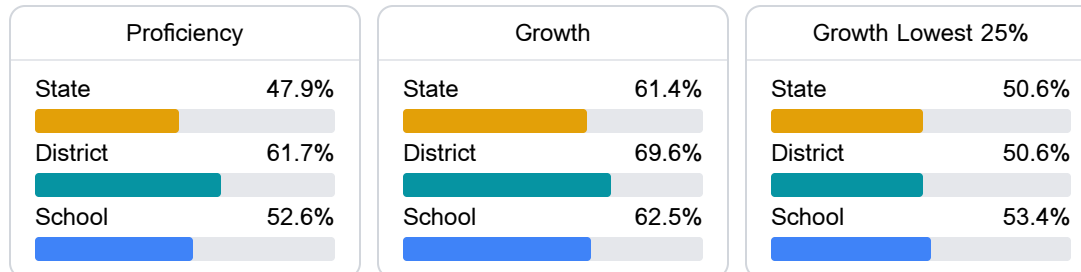 Proficiency
State 47.9%
District 61.7%
School 52.6%
Growth
State 61.4%
District 69.6%
School 62.5%
Growth Lowest 25%
State 50.6%
District 50.6%
School 53.4%